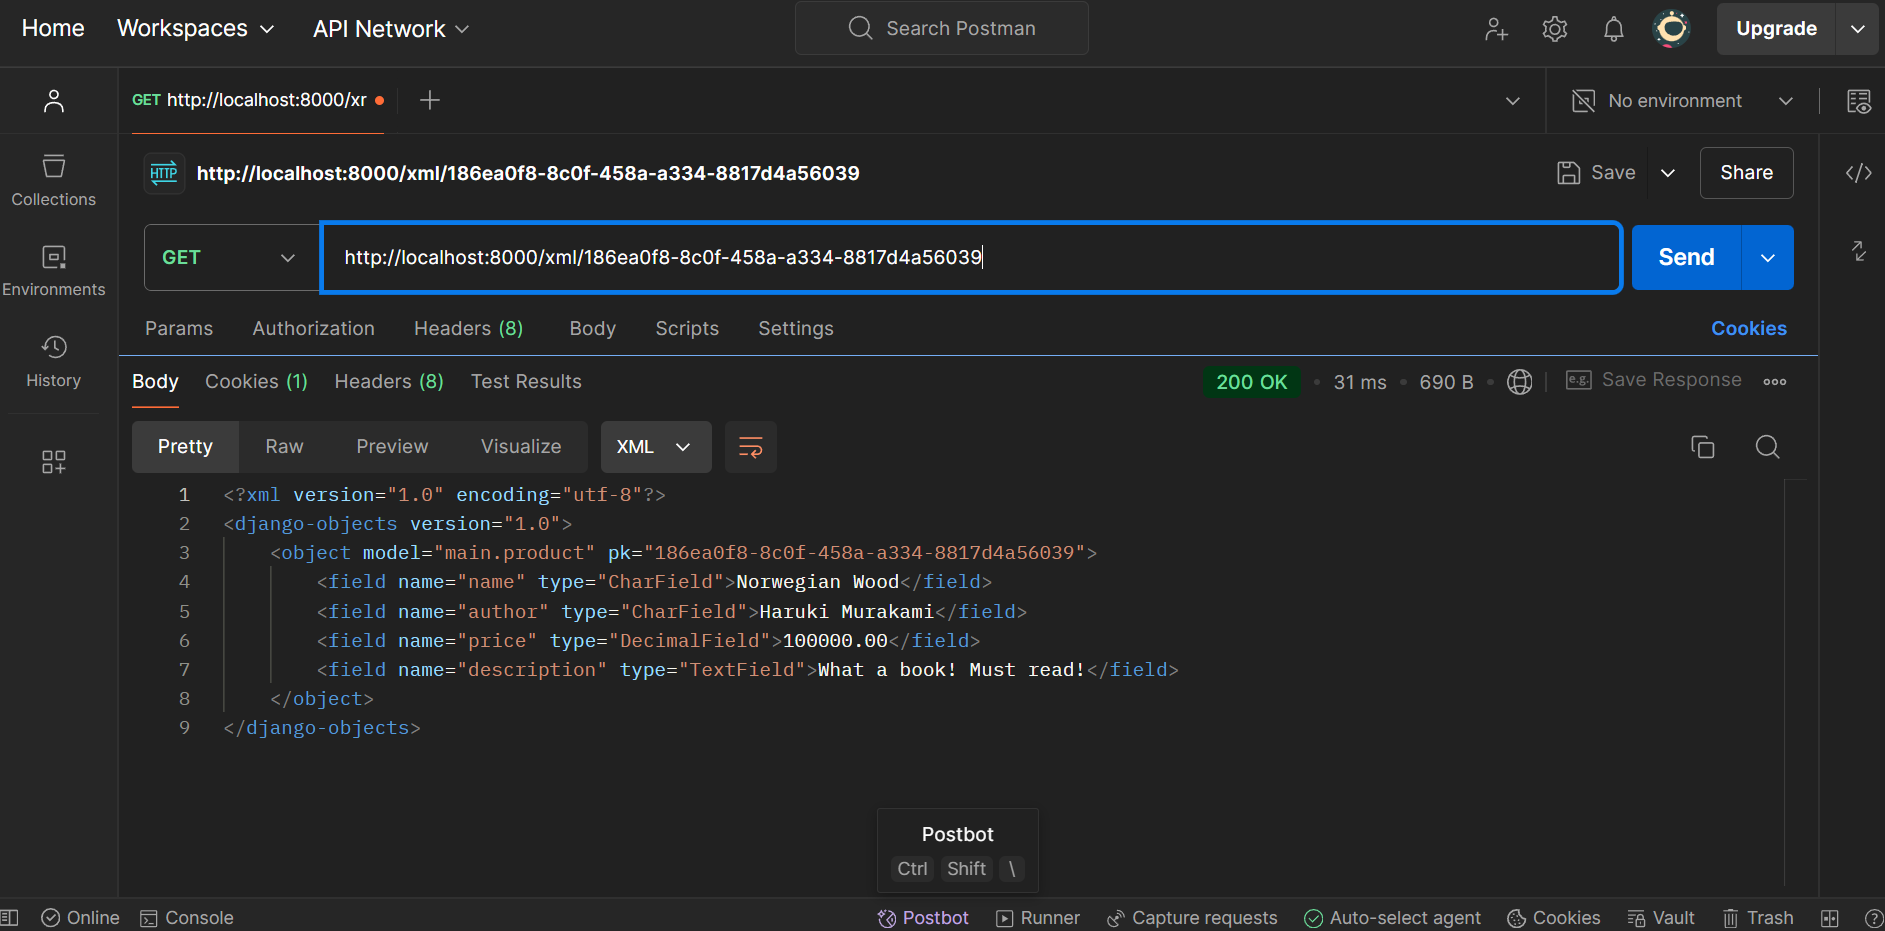 Home Workspaces API Network Search Postman Upgrade
GET http://localhost:8000/xr No environment
Collections
Environments
History
HTTP http://localhost:8000/xml/186ea0f8-8c0f-458a-a334-8817d4a56039 Save Share
GET http://localhost:8000/xml/186ea0f8-8c0f-458a-a334-8817d4a56039 Send
Params Authorization Headers (8) Body Scripts Settings Cookies
Body Cookies (1) Headers (8) Test Results 200 OK • 31 ms • 690 B • e.g. Save Response
Pretty Raw Preview Visualize XML
1 <?xml version="1.0" encoding="utf-8"?>
2 <django-objects version="1.0">
3 <object model="main.product" pk="186ea0f8-8c0f-458a-a334-8817d4a56039">
4 <field name="name" type="CharField">Norwegian Wood</field>
5 <field name="author" type="CharField">Haruki Murakami</field>
6 <field name="price" type="DecimalField">100000.00</field>
7 <field name="description" type="TextField">What a book! Must read!</field>
8 </object>
9 </django-objects>
Postbot
Ctrl Shift \
Online Console Postbot Runner Capture requests Auto-select agent Cookies Vault Trash